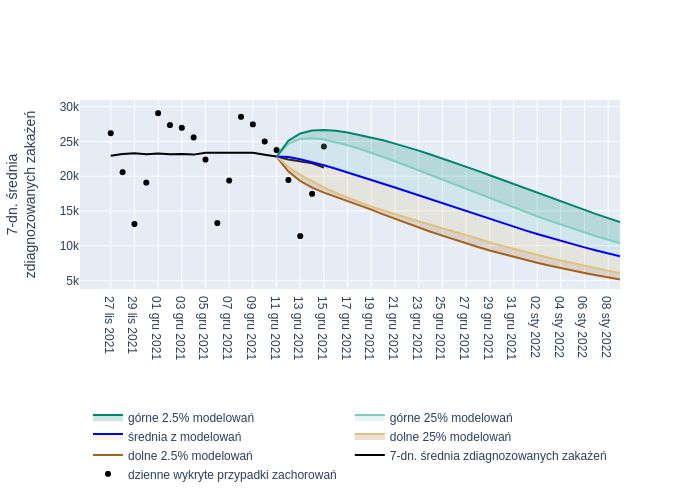 30k
25k
20k
15k
10k
5k
7-dn. średnia
zdiagnozowanych zakażeń
27 lis 2021
29 lis 2021
01 gru 2021
03 gru 2021
05 gru 2021
07 gru 2021
09 gru 2021
11 gru 2021
13 gru 2021
15 gru 2021
17 gru 2021
19 gru 2021
21 gru 2021
23 gru 2021
25 gru 2021
27 gru 2021
29 gru 2021
31 gru 2021
02 sty 2022
04 sty 2022
06 sty 2022
08 sty 2022
górne 2.5% modelowań
górne 25% modelowań
średnia z modelowań
dolne 25% modelowań
dolne 2.5% modelowań
7-dn. średnia zdiagnozowanych zakażeń
dzienne wykryte przypadki zachorowań